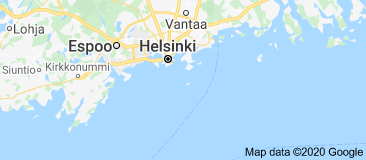 Vantaa
Lohja
Espoo
Helsinki
Siuntio
Kirkkonummi
Map data ©2020 Google